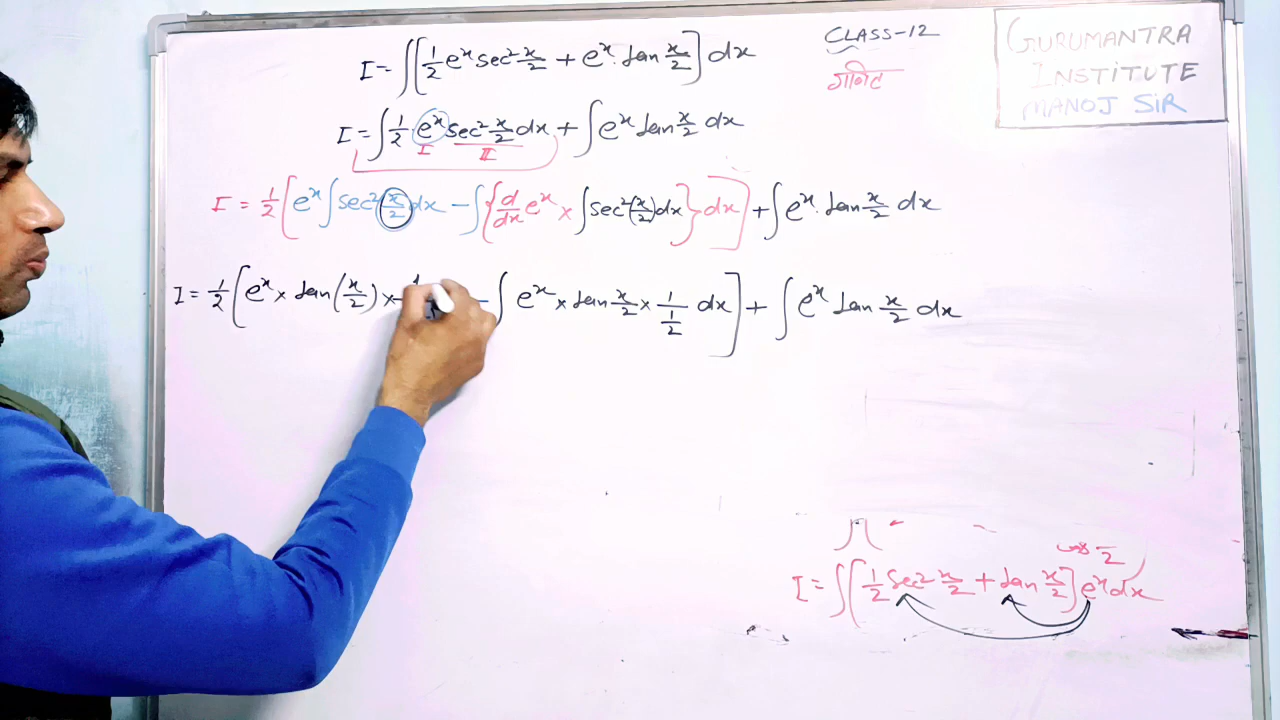 I = ∫[½ eˣ sec² x/2 + eˣ. tan x/2] dx
CLASS-12
गणित
GURUMANTRA
INSTITUTE
MANOJ SIR
I = ∫ ½ eˣ sec² x/2 dx + ∫ eˣ tan x/2 dx
I II
I = ½ [eˣ ∫ sec² (x/2) dx − ∫ {d/dx eˣ × ∫ sec² (x/2) dx} dx] + ∫ eˣ. tan x/2 dx
I = ½ [eˣ × tan (x/2) × − ∫ eˣ × tan x/2 × 1/(1/2) dx] + ∫ eˣ tan x/2 dx
I = ∫[½ sec² x/2 + tan x/2] eˣ dx